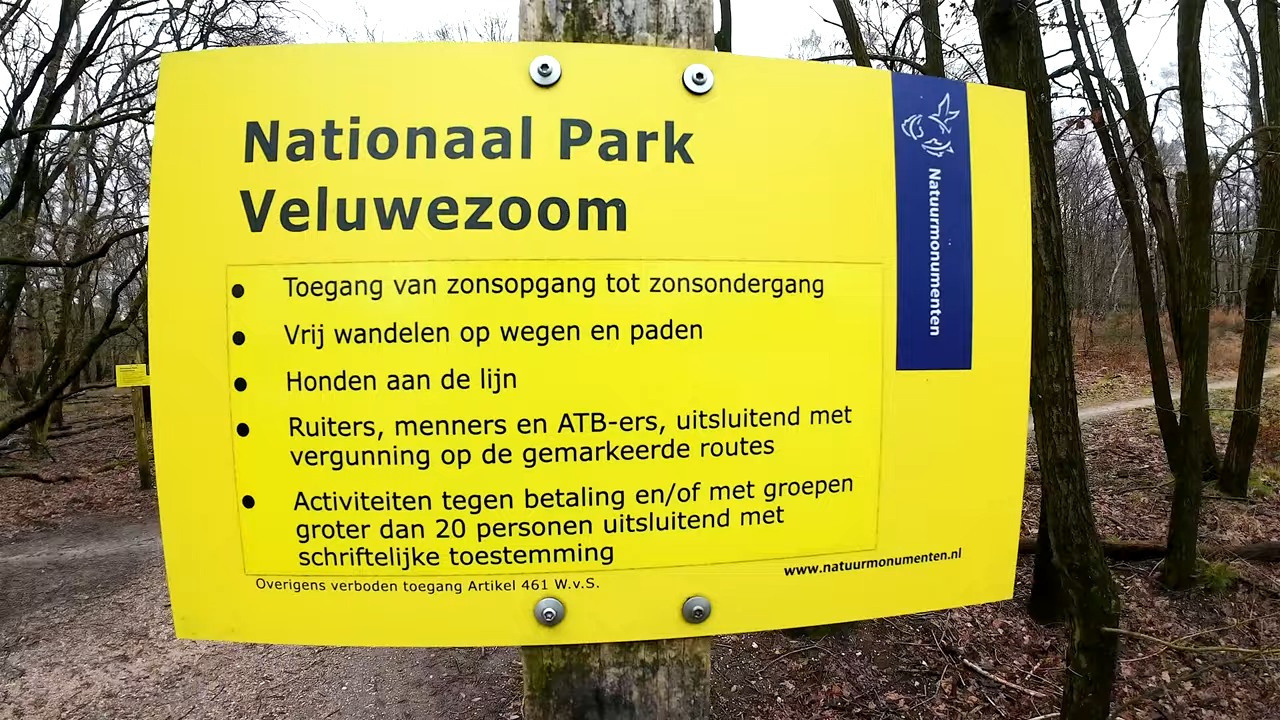 Nationaal Park
Veluwezoom
Natuurmonumenten
• Toegang van zonsopgang tot zonsondergang
• Vrij wandelen op wegen en paden
• Honden aan de lijn
• Ruiters, menners en ATB-ers, uitsluitend met
vergunning op de gemarkeerde routes
• Activiteiten tegen betaling en/of met groepen
groter dan 20 personen uitsluitend met
schriftelijke toestemming
Overigens verboden toegang Artikel 461 W.v.S.
www.natuurmonumenten.nl